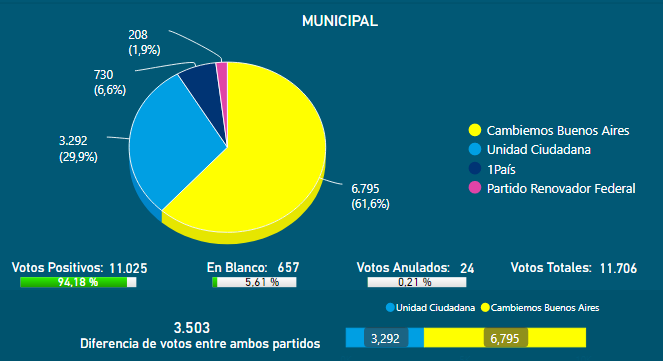 MUNICIPAL
208
(1,9%)
730
(6,6%)
3.292
(29,9%)
6.795
(61,6%)
Cambiemos Buenos Aires
Unidad Ciudadana
1País
Partido Renovador Federal
Votos Positivos: 11.025
94,18 %
En Blanco: 657
5,61 %
Votos Anulados: 24
0,21 %
Votos Totales: 11.706
Unidad Ciudadana Cambiemos Buenos Aires
3.503
Diferencia de votos entre ambos partidos
3,292 6,795